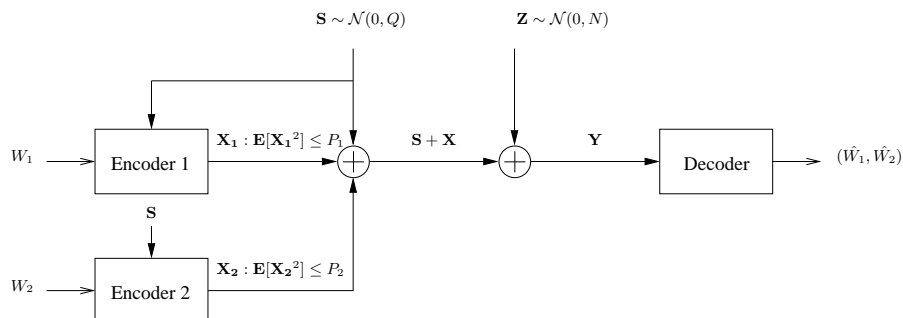 S ∼ 𝒩(0, Q)
Z ∼ 𝒩(0, N)
W₁
Encoder 1
X₁ : E[X₁²] ≤ P₁
S + X
Y
Decoder
(Ŵ₁, Ŵ₂)
S
W₂
Encoder 2
X₂ : E[X₂²] ≤ P₂